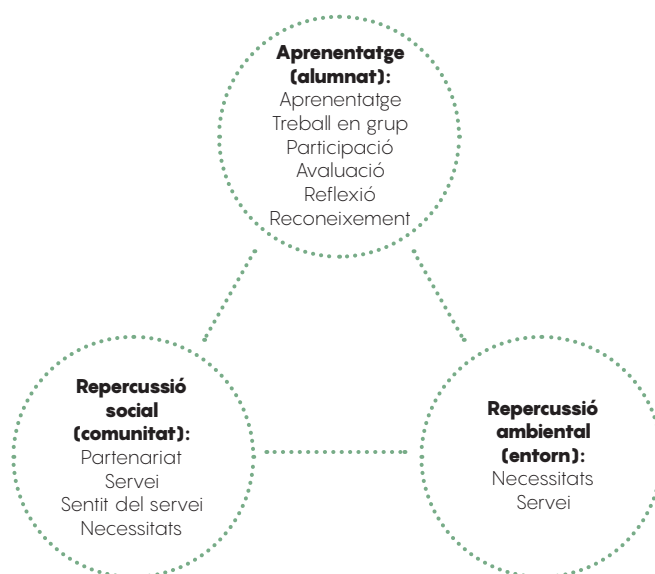 Aprenentatge
(alumnat):
Aprenentatge
Treball en grup
Participació
Avaluació
Reflexió
Reconeixement
Repercussió
social
(comunitat):
Partenariat
Servei
Sentit del servei
Necessitats
Repercussió
ambiental
(entorn):
Necessitats
Servei